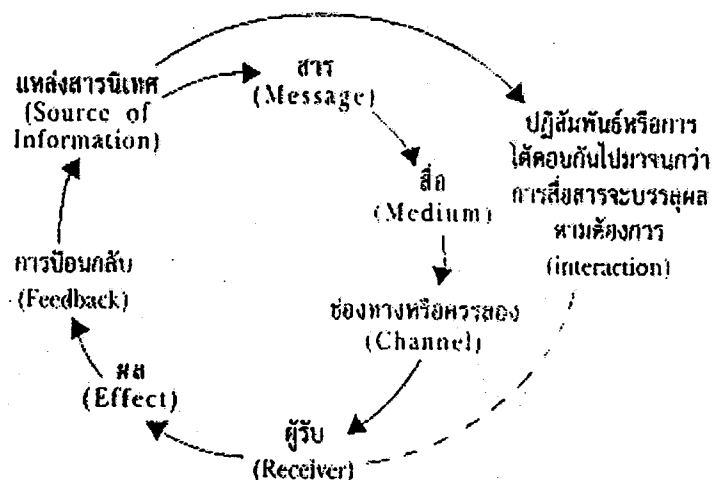 แหล่งสารนิเทศ
(Source of
Information)
สาร
(Message)
สื่อ
(Medium)
ช่องทางหรือครรลอง
(Channel)
ผู้รับ
(Receiver)
ผล
(Effect)
การป้อนกลับ
(Feedback)
ปฏิสัมพันธ์หรือการ
โต้ตอบกันไปมาจนกว่า
การสื่อสารจะบรรลุผล
ตามต้องการ
(interaction)